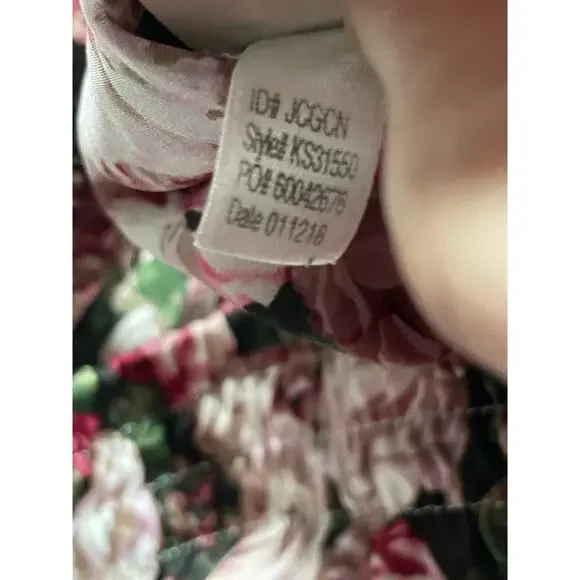 ID# JCGCN
Style# KS31550
PO# 60042676
Date 011218